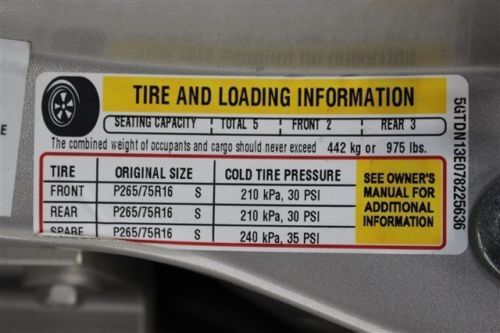 TIRE AND LOADING INFORMATION
SEATING CAPACITY TOTAL 5 FRONT 2 REAR 3
The combined weight of occupants and cargo should never exceed 442 kg or 975 lbs.
TIRE ORIGINAL SIZE COLD TIRE PRESSURE
FRONT P265/75R16 S 210 kPa, 30 PSI
REAR P265/75R16 S 210 kPa, 30 PSI
SPARE P265/75R16 S 240 kPa, 35 PSI
SEE OWNER'S
MANUAL FOR
ADDITIONAL
INFORMATION
5GTDN13E078225636